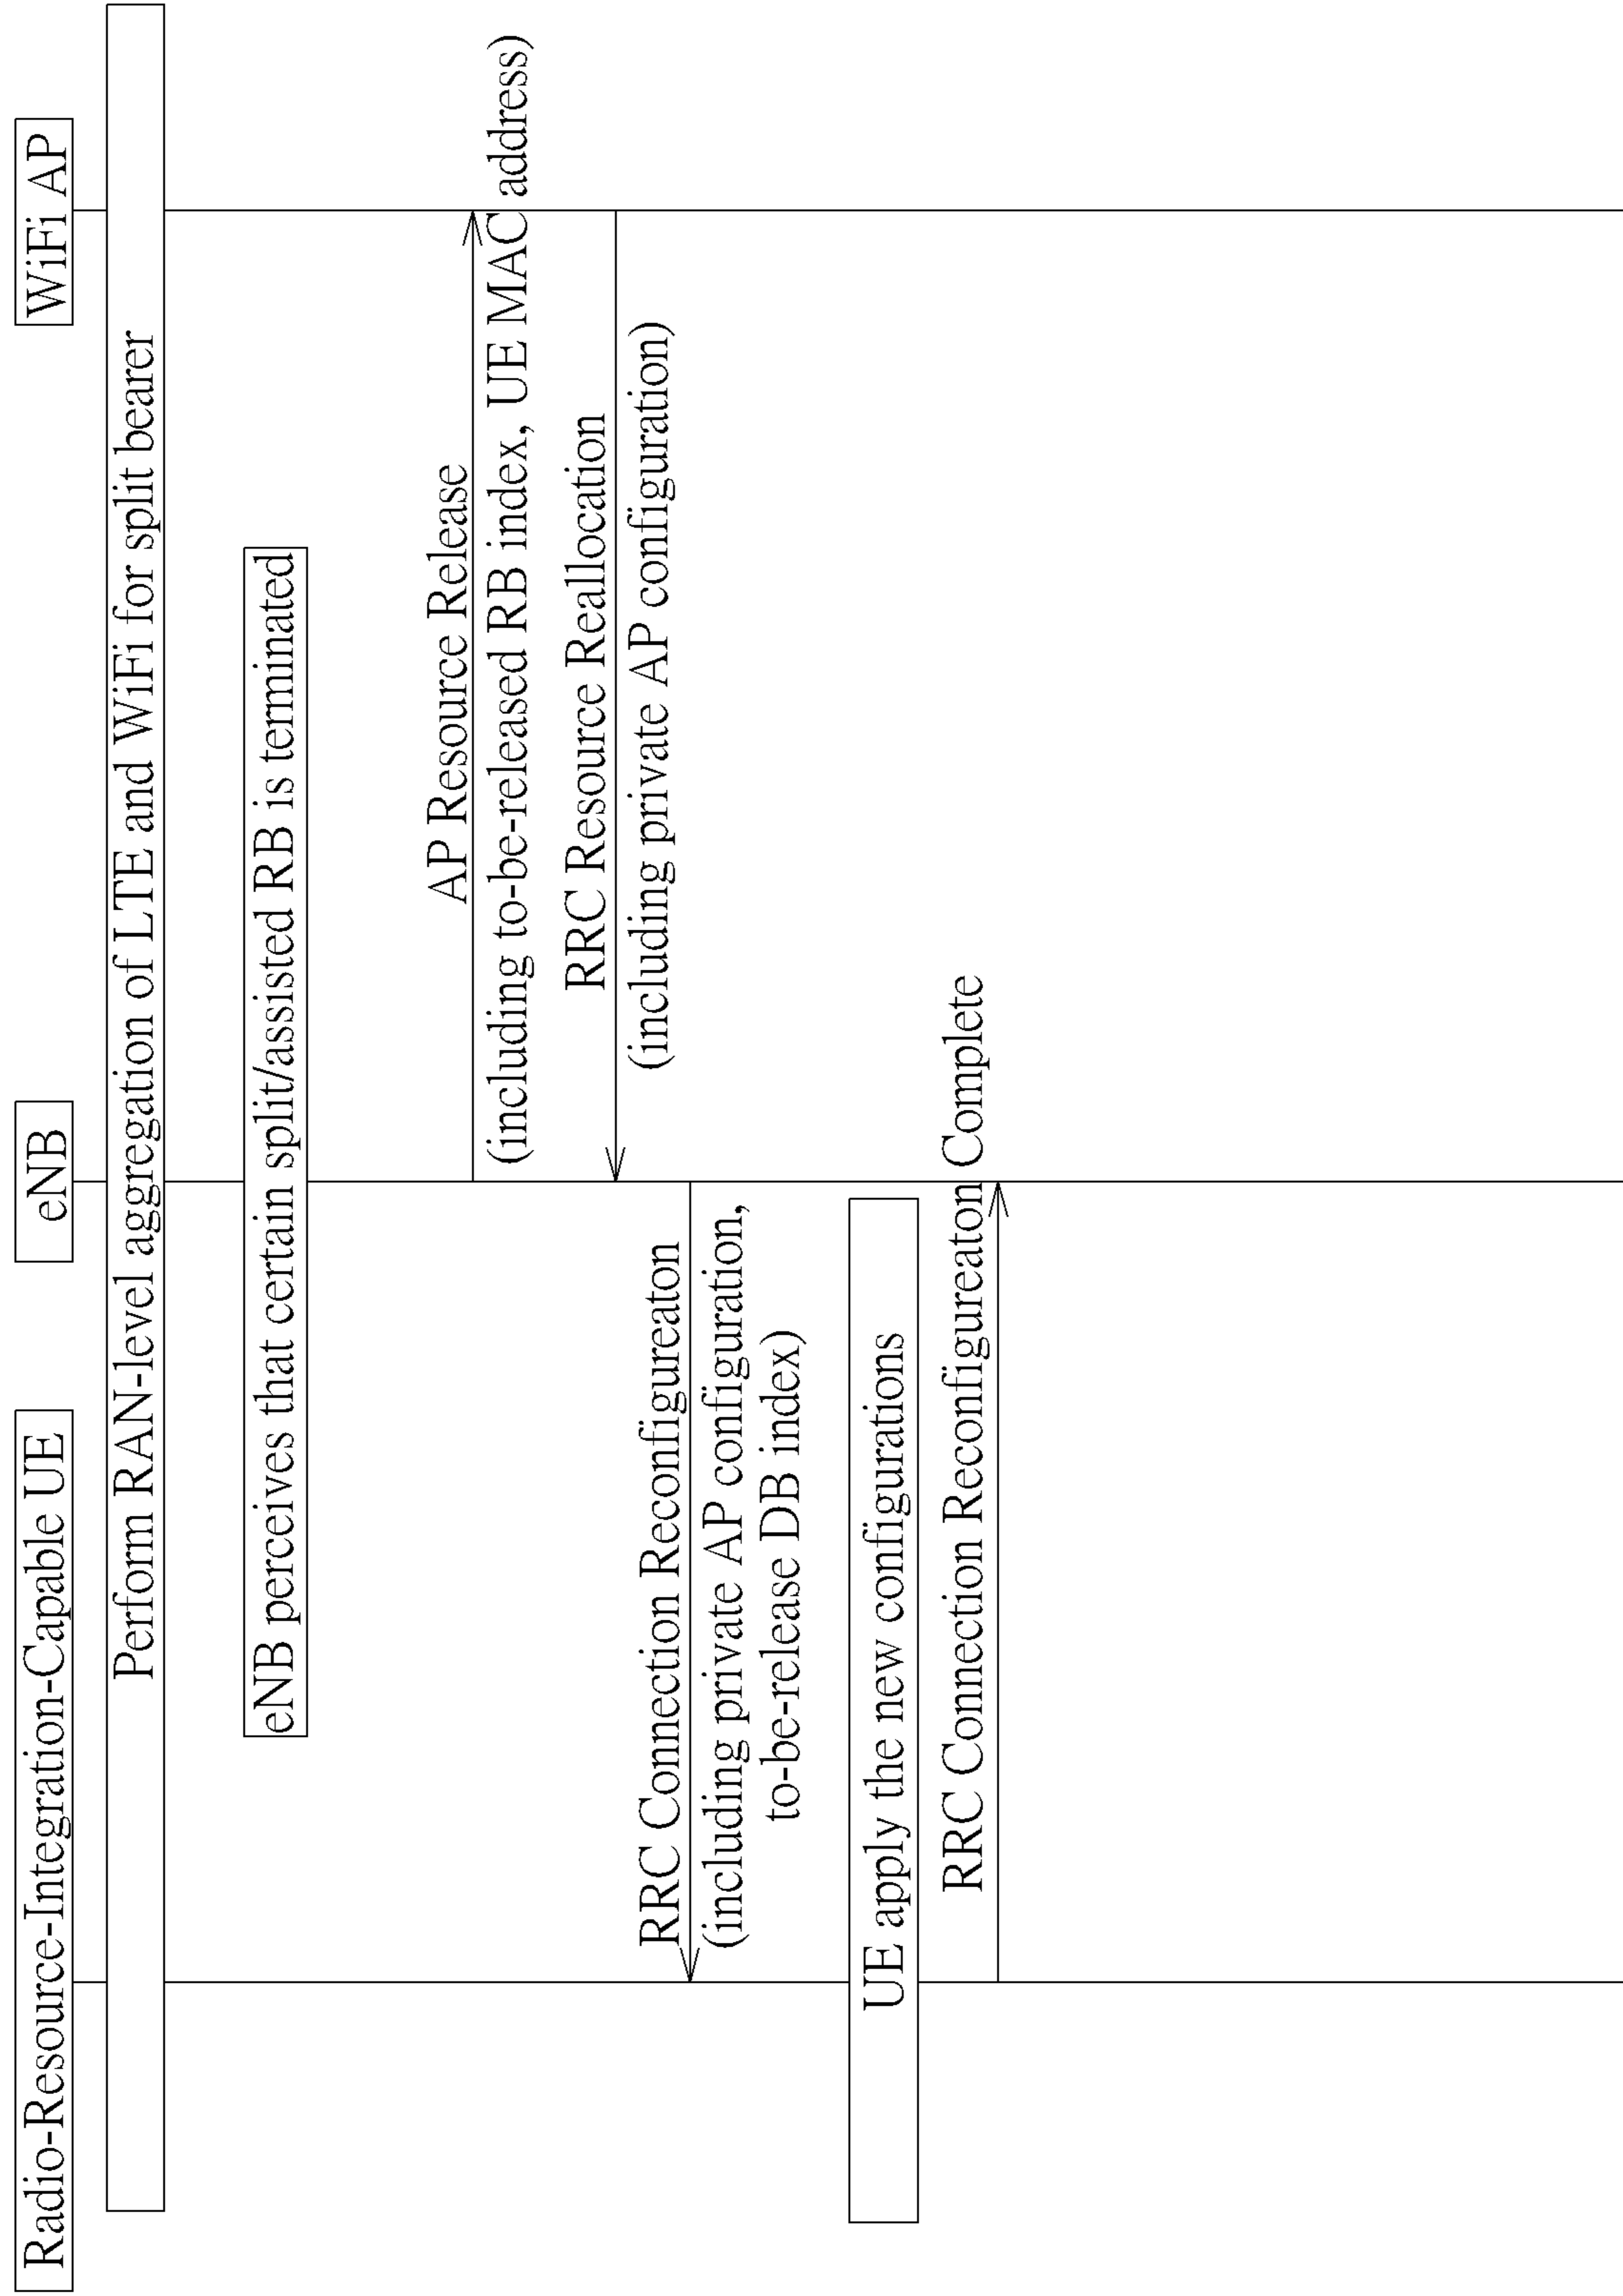 Radio-Resource-Integration-Capable UE
eNB
WiFi AP
Perform RAN-level aggregation of LTE and WiFi for split bearer
eNB perceives that certain split/assisted RB is terminated
AP Resource Release
(including to-be-released RB index, UE MAC address)
RRC Resource Reallocation
(including private AP configuration)
RRC Connection Reconfigureaton
(including private AP configuration,
to-be-release DB index)
UE apply the new configurations
RRC Connection Reconfigureaton Complete